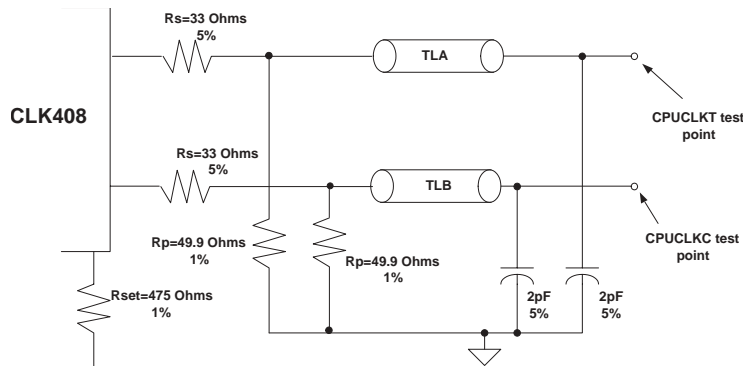 Rs=33 Ohms
5%
TLA
CLK408
CPUCLKT test
point
Rs=33 Ohms
5%
TLB
Rp=49.9 Ohms
1%
Rp=49.9 Ohms
1%
CPUCLKC test
point
Rset=475 Ohms
1%
2pF
5%
2pF
5%